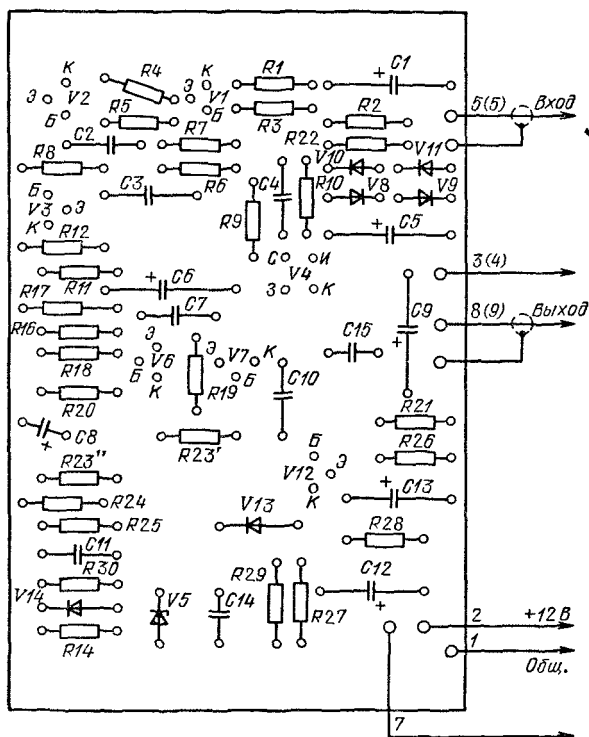 К R4 К R1 C1
Э V2 Э V1
Б R5 Б R3 R2 5(5) Вход
C2 R7 R22
R8 V10 V11
C3 R6 C4 R10 V8 V9
Б R9
V3 Э C5
К R12 С И
V4 3(4)
R11 C6 З К
R17 C7 C9 8(9) Выход
R16 Э C15
R18 V6 Э V7 К
Б Б
К R19 C10
R20 R21
C8 R23' Б R26
R23" V12 Э
К C13
R24 V13
R25 R28
C11
R30 R29 C12
V14 V5 C14 R27 2 +12 В
R14 1
Общ.
7